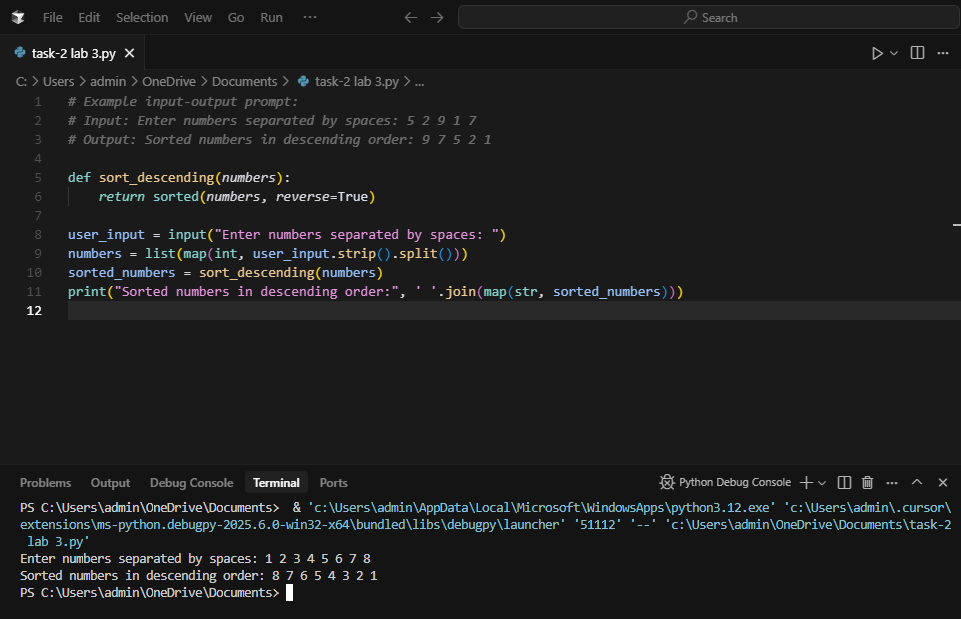 File Edit Selection View Go Run ··· Search
task-2 lab 3.py
C: > Users > admin > OneDrive > Documents > task-2 lab 3.py > ...
1 # Example input-output prompt:
2 # Input: Enter numbers separated by spaces: 5 2 9 1 7
3 # Output: Sorted numbers in descending order: 9 7 5 2 1
4
5 def sort_descending(numbers):
6     return sorted(numbers, reverse=True)
7
8 user_input = input("Enter numbers separated by spaces: ")
9 numbers = list(map(int, user_input.strip().split()))
10 sorted_numbers = sort_descending(numbers)
11 print("Sorted numbers in descending order:", ' '.join(map(str, sorted_numbers)))
12
Problems Output Debug Console Terminal Ports Python Debug Console
PS C:\Users\admin\OneDrive\Documents>  & 'c:\Users\admin\AppData\Local\Microsoft\WindowsApps\python3.12.exe' 'c:\Users\admin\.cursor\
extensions\ms-python.debugpy-2025.6.0-win32-x64\bundled\libs\debugpy\launcher' '51112' '--' 'c:\Users\admin\OneDrive\Documents\task-2
 lab 3.py'
Enter numbers separated by spaces: 1 2 3 4 5 6 7 8
Sorted numbers in descending order: 8 7 6 5 4 3 2 1
PS C:\Users\admin\OneDrive\Documents>